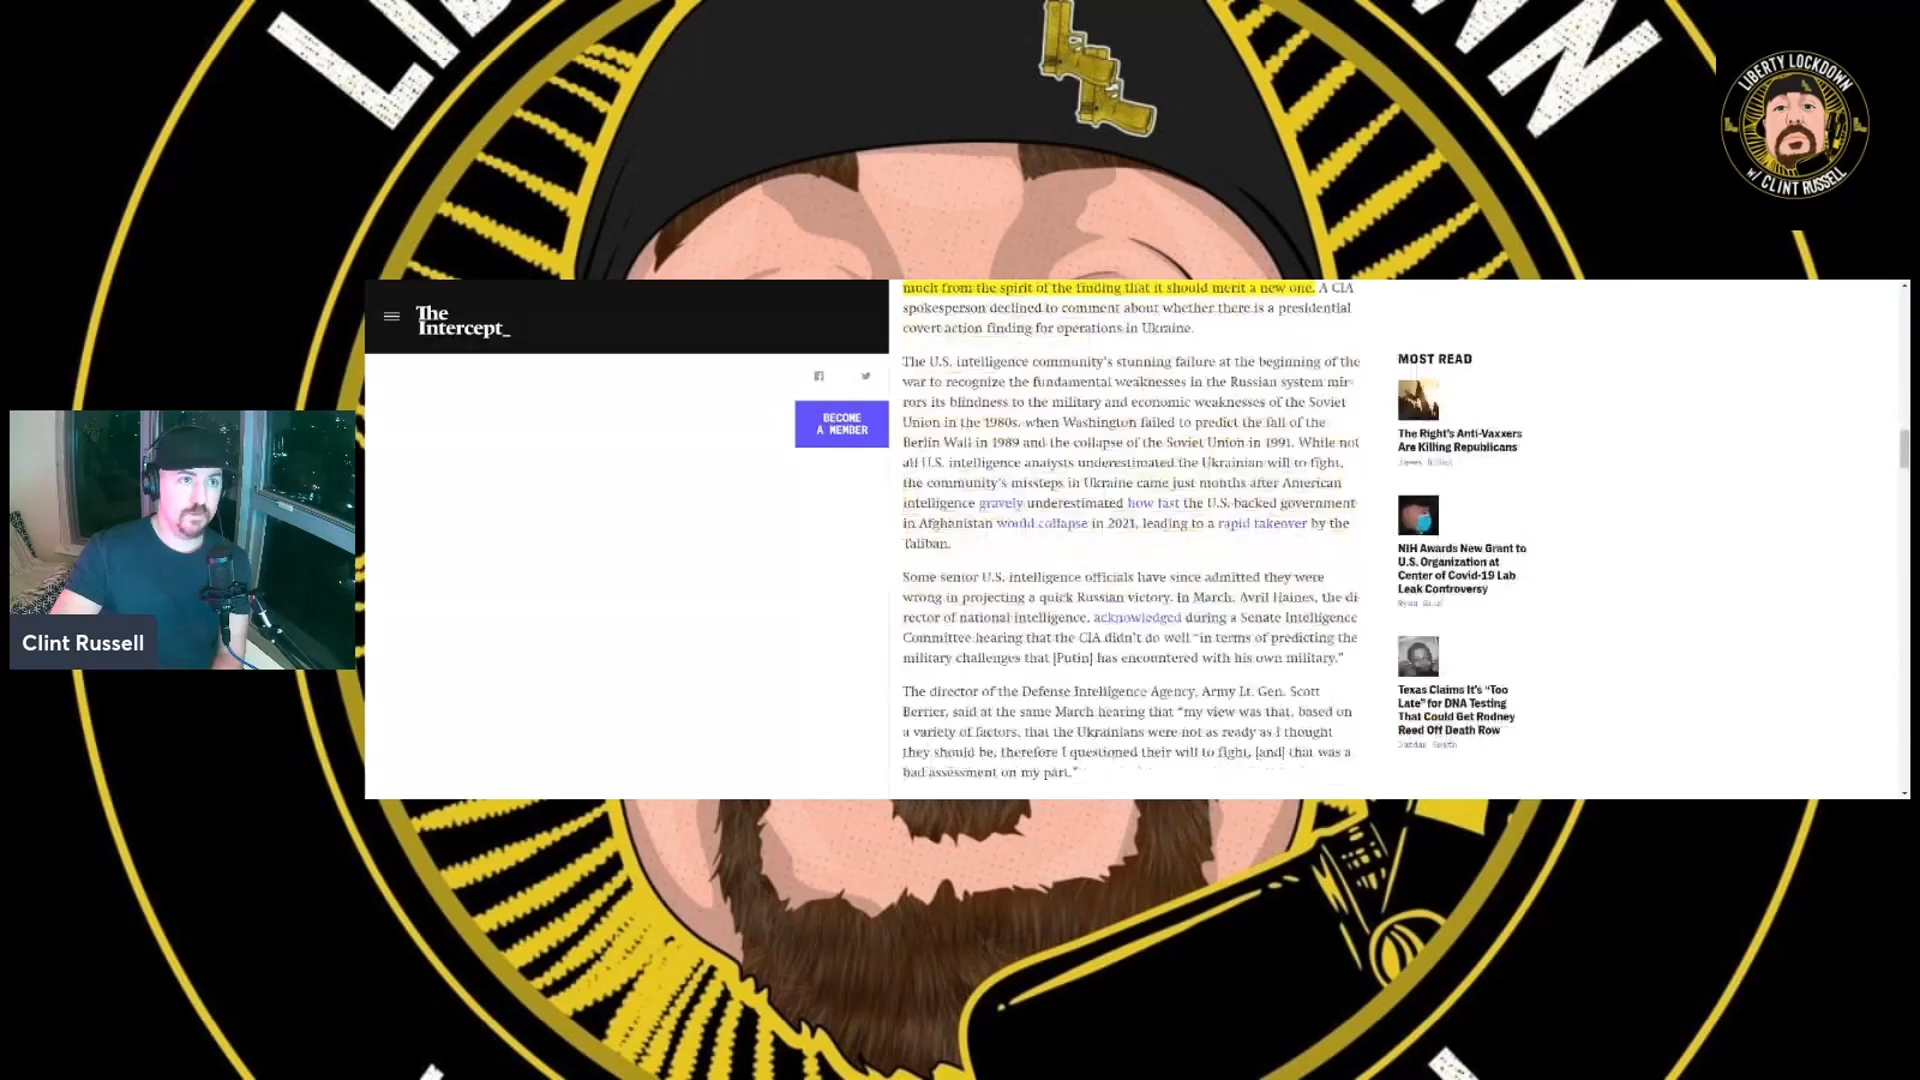 LIBERTY LOCKDOWN
W/ CLINT RUSSELL
The
Intercept_
BECOME
A MEMBER
much from the spirit of the finding that it should merit a new one. A CIA
spokesperson declined to comment about whether there is a presidential
covert action finding for operations in Ukraine.
The U.S. intelligence community's stunning failure at the beginning of the
war to recognize the fundamental weaknesses in the Russian system mir-
rors its blindness to the military and economic weaknesses of the Soviet
Union in the 1980s, when Washington failed to predict the fall of the
Berlin Wall in 1989 and the collapse of the Soviet Union in 1991. While not
all U.S. intelligence analysts underestimated the Ukrainian will to fight,
the community's missteps in Ukraine came just months after American
intelligence gravely underestimated how fast the U.S.-backed government
in Afghanistan would collapse in 2021, leading to a rapid takeover by the
Taliban.
Some senior U.S. intelligence officials have since admitted they were
wrong in projecting a quick Russian victory. In March, Avril Haines, the di-
rector of national intelligence, acknowledged during a Senate Intelligence
Committee hearing that the CIA didn't do well "in terms of predicting the
military challenges that [Putin] has encountered with his own military."
The director of the Defense Intelligence Agency, Army Lt. Gen. Scott
Berrier, said at the same March hearing that "my view was that, based on
a variety of factors, that the Ukrainians were not as ready as I thought
they should be, therefore I questioned their will to fight, [and] that was a
bad assessment on my part."
MOST READ
The Right's Anti-Vaxxers
Are Killing Republicans
NIH Awards New Grant to
U.S. Organization at
Center of Covid-19 Lab
Leak Controversy
Texas Claims It's "Too
Late" for DNA Testing
That Could Get Rodney
Reed Off Death Row
Clint Russell